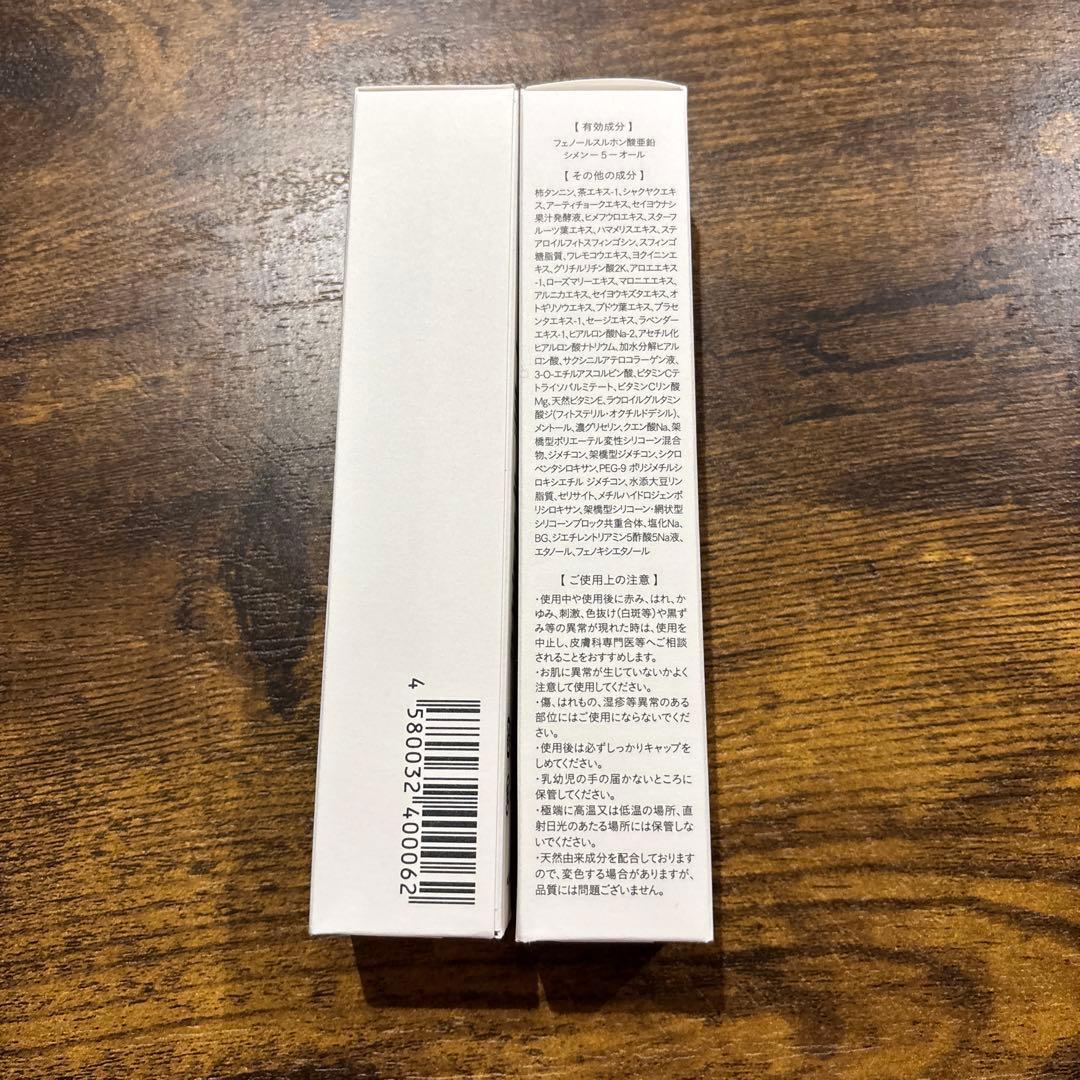 4 580032 400062
【 有効成分 】
フェノールスルホン酸亜鉛
シメン－5－オール
【 その他の成分 】
柿タンニン、茶エキス-1、シャクヤクエキ
ス、アーティチョークエキス、セイヨウナシ
果汁発酵液、ヒメフウロエキス、スターフ
ルーツ葉エキス、ハマメリスエキス、ステ
アロイルフィトスフィンゴシン、スフィンゴ
糖脂質、ワレモコウエキス、ヨクイニンエ
キス、グリチルリチン酸2K、アロエエキス
-1、ローズマリーエキス、マロニエエキス、
アルニカエキス、セイヨウキズタエキス、オ
トギリソウエキス、ブドウ葉エキス、プラセ
ンタエキス-1、セージエキス、ラベンダー
エキス-1、ヒアルロン酸Na-2、アセチル化
ヒアルロン酸ナトリウム、加水分解ヒアル
ロン酸、サクシニルアテロコラーゲン液、
3-O-エチルアスコルビン酸、ビタミンCテ
トライソパルミテート、ビタミンCリン酸
Mg、天然ビタミンE、ラウロイルグルタミン
酸ジ(フィトステリル・オクチルドデシル)、
メントール、濃グリセリン、クエン酸Na、架
橋型ポリエーテル変性シリコーン混合
物、ジメチコン、架橋型ジメチコン、シクロ
ペンタシロキサン、PEG-9 ポリジメチルシ
ロキシエチル ジメチコン、水添大豆リン
脂質、セリサイト、メチルハイドロジェンポ
リシロキサン、架橋型シリコーン・網状型
シリコーンブロック共重合体、塩化Na、
BG、ジエチレントリアミン5酢酸5Na液、
エタノール、フェノキシエタノール
【 ご使用上の注意 】
・使用中や使用後に赤み、はれ、か
ゆみ、刺激、色抜け(白斑等)や黒ず
み等の異常が現れた時は、使用を
中止し、皮膚科専門医等へご相談
されることをおすすめします。
・お肌に異常が生じていないかよく
注意して使用してください。
・傷、はれもの、湿疹等異常のある
部位にはご使用にならないでくだ
さい。
・使用後は必ずしっかりキャップを
しめてください。
・乳幼児の手の届かないところに
保管してください。
・極端に高温又は低温の場所、直
射日光のあたる場所には保管しな
いでください。
・天然由来成分を配合しております
ので、変色する場合がありますが、
品質には問題ございません。